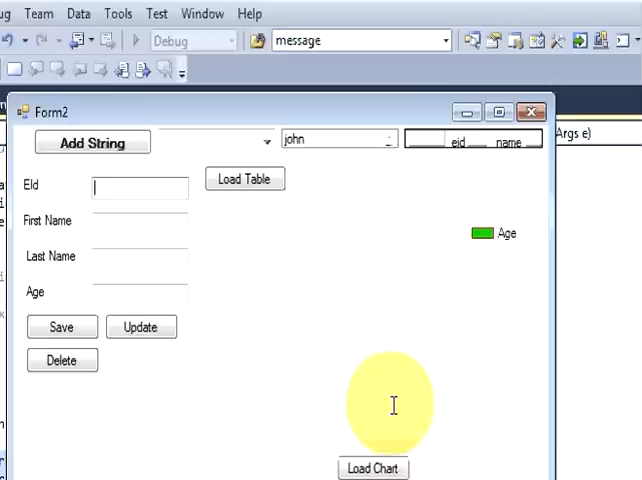 ug Team Data Tools Test Window Help
Debug message
Form2
Args e)
Add String john eid name
EId Load Table
First Name
Age
Last Name
Age
Save Update
Delete
Load Chart